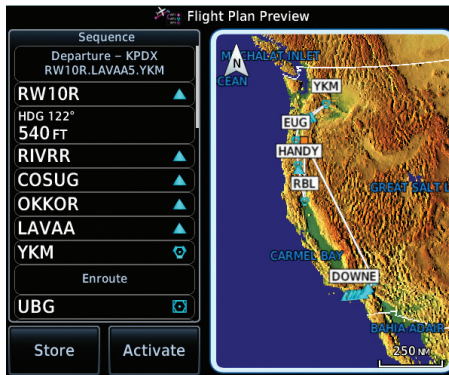 Flight Plan Preview
Sequence
Departure – KPDX
RW10R.LAVAA5.YKM
RW10R
HDG 122°
540 FT
RIVRR
COSUG
OKKOR
LAVAA
YKM
Enroute
UBG
Store
Activate
N
CHALAT INLET
CEAN
YKM
EUG
HANDY
RBL
GREAT SALT
CARMEL BAY
DOWNE
BAHIA ADAIR
250 NM